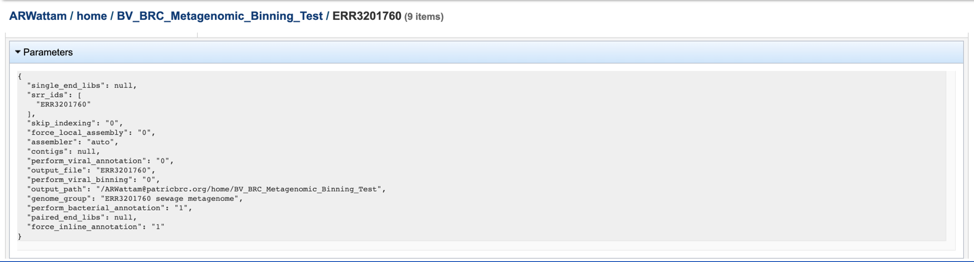 ARWattam / home / BV_BRC_Metagenomic_Binning_Test / ERR3201760 (9 items)
Parameters
{
"single_end_libs": null,
"srr_ids": [
"ERR3201760"
],
"skip_indexing": "0",
"force_local_assembly": "0",
"assembler": "auto",
"contigs": null,
"perform_viral_annotation": "0",
"output_file": "ERR3201760",
"perform_viral_binning": "0",
"output_path": "/ARWattam@patricbrc.org/home/BV_BRC_Metagenomic_Binning_Test",
"genome_group": "ERR3201760 sewage metagenome",
"perform_bacterial_annotation": "1",
"paired_end_libs": null,
"force_inline_annotation": "1"
}